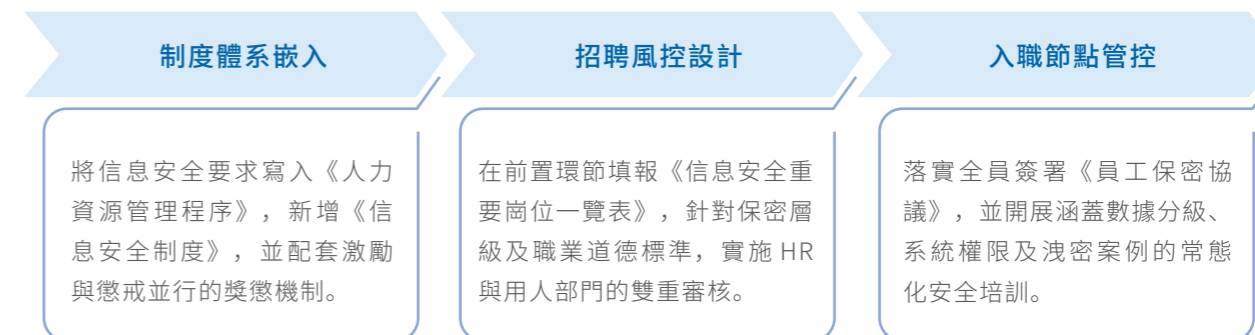 制度體系嵌入
將信息安全要求寫入《人力
資源管理程序》，新增《信
息安全制度》，並配套激勵
與懲戒並行的獎懲機制。
招聘風控設計
在前置環節填報《信息安全重
要崗位一覽表》，針對保密層
級及職業道德標準，實施 HR
與用人部門的雙重審核。
入職節點管控
落實全員簽署《員工保密協
議》，並開展涵蓋數據分級、
系統權限及洩密案例的常態
化安全培訓。